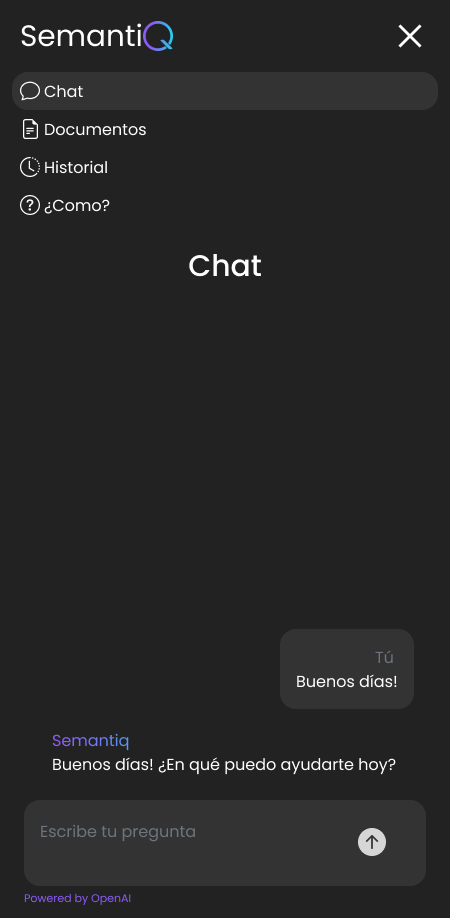 SemantiQ
Chat
Documentos
Historial
¿Como?
Chat
Tú
Buenos días!
Semantiq
Buenos días! ¿En qué puedo ayudarte hoy?
Escribe tu pregunta
Powered by OpenAI